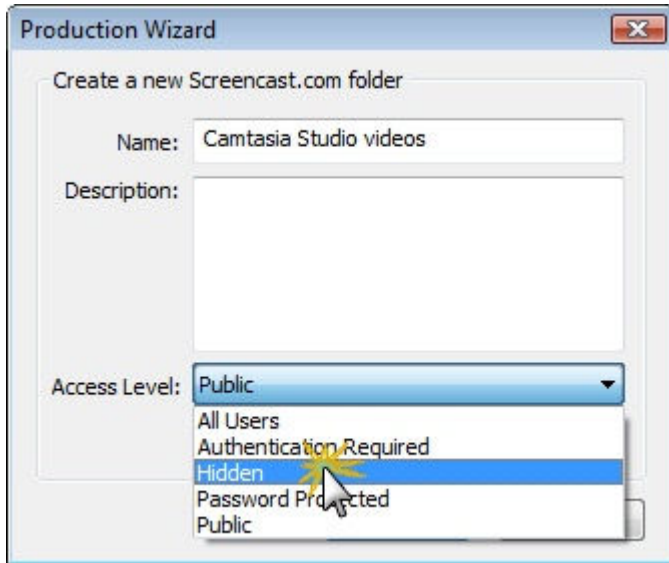 Production Wizard
Create a new Screencast.com folder
Name: Camtasia Studio videos
Description:
Access Level: Public
All Users
Authentication Required
Hidden
Password Protected
Public